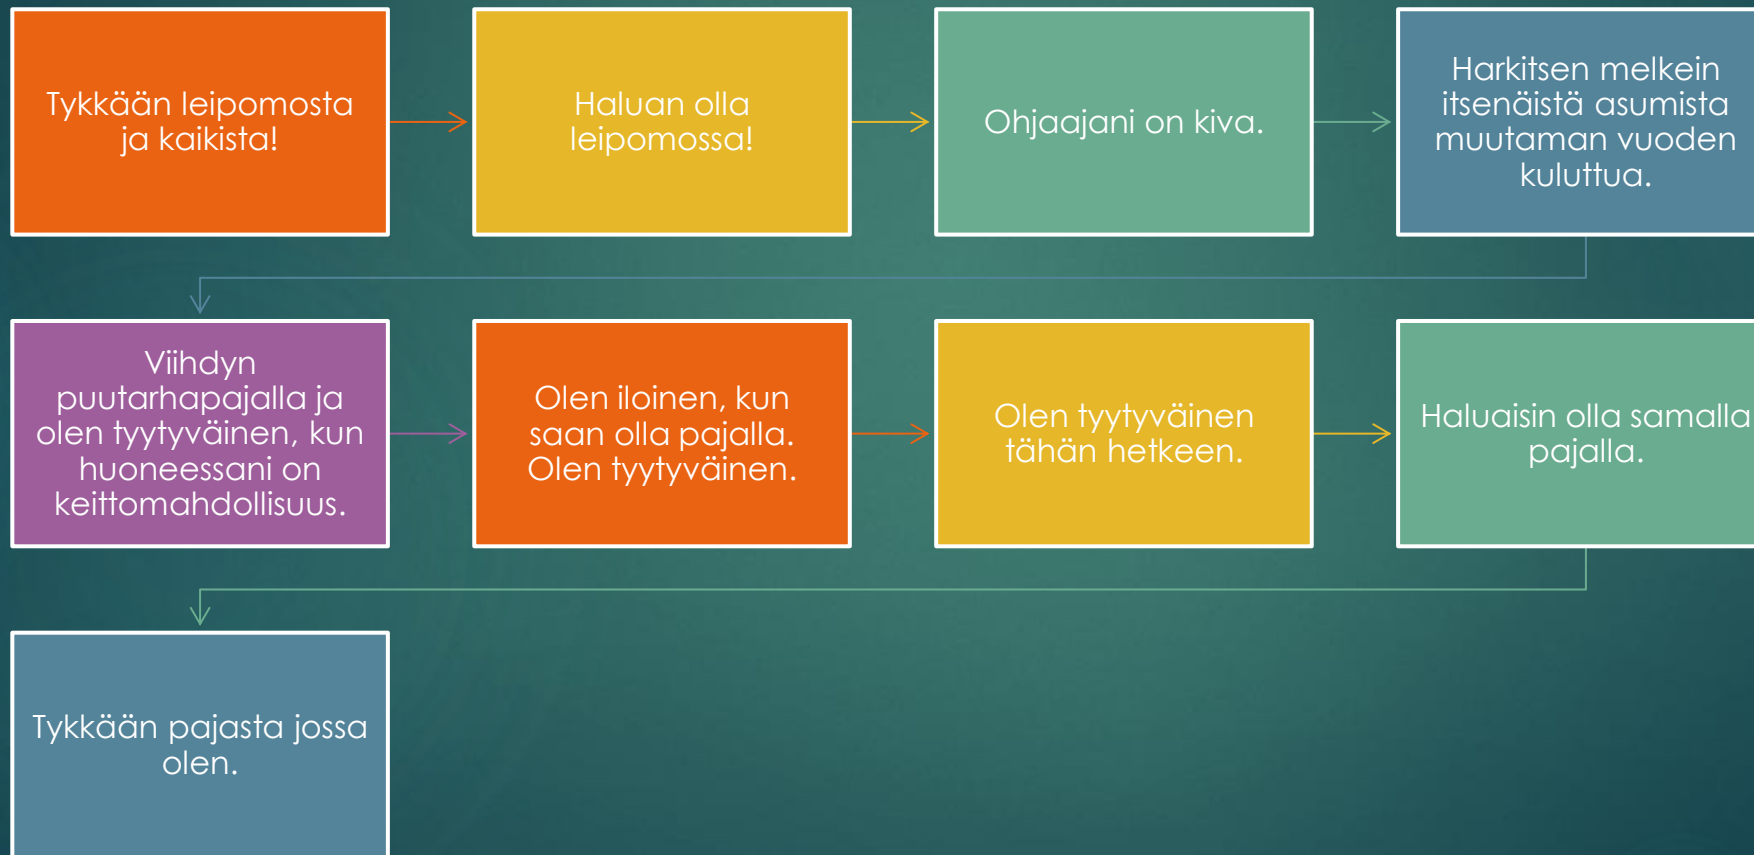 Tykkään leipomosta
ja kaikista!
Haluan olla
leipomossa!
Ohjaajani on kiva.
Harkitsen melkein
itsenäistä asumista
muutaman vuoden
kuluttua.
Viihdyn
puutarhapajalla ja
olen tyytyväinen, kun
huoneessani on
keittomahdollisuus.
Olen iloinen, kun
saan olla pajalla.
Olen tyytyväinen.
Olen tyytyväinen
tähän hetkeen.
Haluaisin olla samalla
pajalla.
Tykkään pajasta jossa
olen.